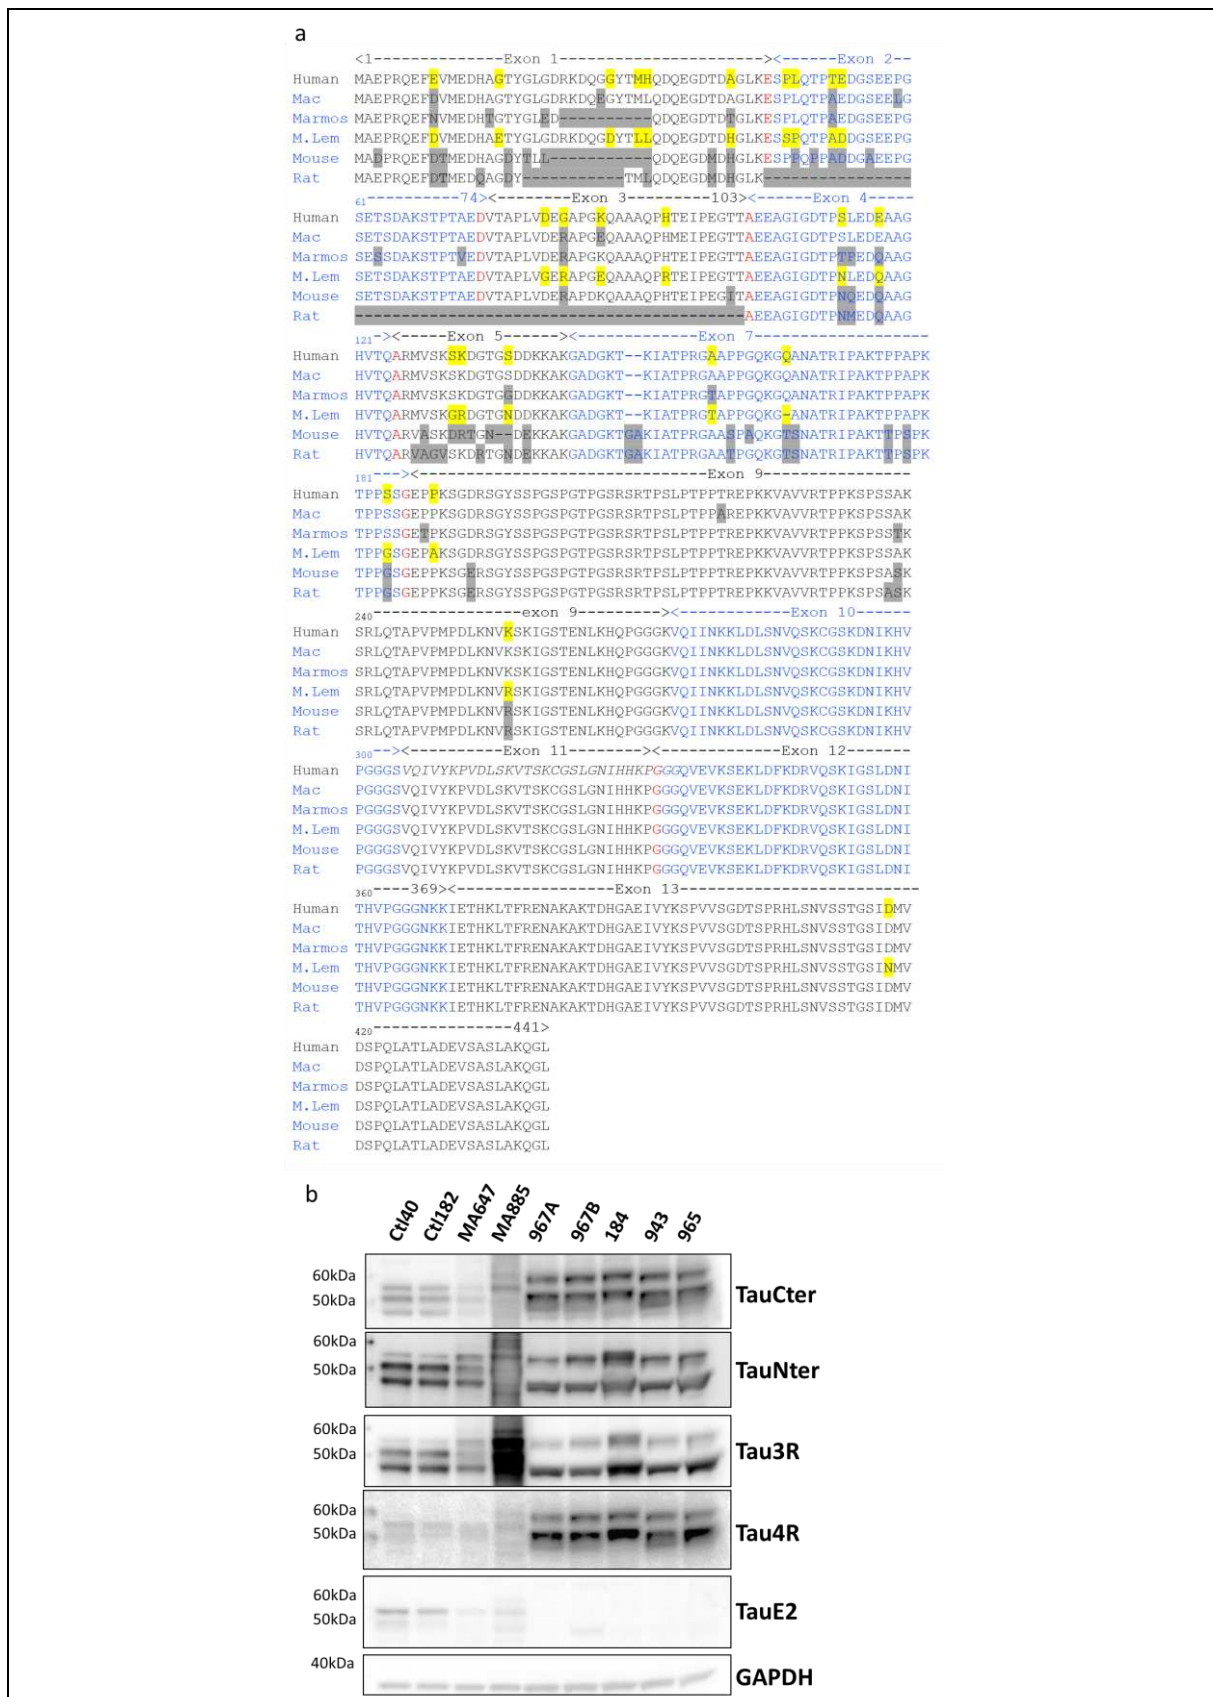 a
<1-----------Exon 1---------------------><------Exon 2--
Human MAEPRQEFEVMEDHAGTYGLGDRKDQGGYTMHQDQEGDTDAGLKESPLQTPTEDGSEEPG
Mac MAEPRQEFDVMEDHAGTYGLGDRKDQEGYTMLQDQEGDTDAGLKESPLQTPAEDGSEELG
Marmos MAEPRQEFNVMEDHTGTYGLED----------QDQEGDTDTGLKESPLQTPAEDGSEEPG
M.Lem MAEPRQEFDVMEDHAETYGLGDRKDQGDYTLLQDQEGDTDHGLKESSPQTPADDGSEEPG
Mouse MADPRQEFDTMEDHAGDYTLL-----------QDQEGDMDHGLKESPPQPPADDGAEEPG
Rat MAEPRQEFDTMEDQAGDY-----------TMLQDQEGDMDHGLK----------------
61----------74><--------Exon 3---------103><-----Exon 4------
Human SETSDAKSTPTAEDVTAPLVDEGAPGKQAAAQPHTEIPEGTTAEEAGIGDTPSLEDEAAG
Mac SETSDAKSTPTAEDVTAPLVDERAPGEQAAAQPHMEIPEGTTAEEAGIGDTPSLEDEAAG
Marmos SESSDAKSTPTVEDVTAPLVDERAPGKQAAAQPHTEIPEGTTAEEAGIGDTPTPEDQAAG
M.Lem SETSDAKSTPTAEDVTAPLVGERAPGEQAAAQPRTEIPEGTTAEEAGIGDTPNLEDQAAG
Mouse SETSDAKSTPTAEDVTAPLVDERAPDKQAAAQPHTEIPEGITAEEAGIGDTPNQEDQAAG
Rat ------------------------------------------AEEAGIGDTPNMEDQAAG
121--><-----Exon 5-----><--------------Exon 7--------------
Human HVTQARMVSKSKDGTGSDDKKAKGADGKT--KIATPRGAAPPGQKGQANATRIPAKTPPAPK
Mac HVTQARMVSKSKDGTGSDDKKAKGADGKT--KIATPRGAAPPGQKGQANATRIPAKTPPAPK
Marmos HVTQARMVSKSKDGTGGDDKKAKGADGKT--KIATPRGTAPPGQKGQANATRIPAKTPPAPK
M.Lem HVTQARMVSKGRDGTGNDDKKAKGADGKT--KIATPRGTAPPGQKG-ANATRIPAKTPPAPK
Mouse HVTQARVASKDRTGN--DEKKAKGADGKTGAKIATPRGAASPAQKGTSNATRIPAKTTPSPK
Rat HVTQARVAGVSKDRTGNDEKKAKGADGKTGAKIATPRGAATPGQKGTSNATRIPAKTTPSPK
181---><--------------------------------Exon 9----------------
Human TPPSSGEPPKSGDRSGYSSPGSPGTPGSRSRTPSLPTPPTREPKKVAVVRTPPKSPSSAK
Mac TPPSSGEPPKSGDRSGYSSPGSPGTPGSRSRTPSLPTPPAREPKKVAVVRTPPKSPSSAK
Marmos TPPSSGETPKSGDRSGYSSPGSPGTPGSRSRTPSLPTPPTREPKKVAVVRTPPKSPSSTK
M.Lem TPPGSGEPAKSGDRSGYSSPGSPGTPGSRSRTPSLPTPPTREPKKVAVVRTPPKSPSSAK
Mouse TPPGSGEPPKSGERSGYSSPGSPGTPGSRSRTPSLPTPPTREPKKVAVVRTPPKSPSASK
Rat TPPGSGEPPKSGERSGYSSPGSPGTPGSRSRTPSLPTPPTREPKKVAVVRTPPKSPSASK
240----------------exon 9---------------><------------Exon 10------
Human SRLQTAPVPMPDLKNVKSKIGSTENLKHQPGGGKVQIINKKLDLSNVQSKCGSKDNIKHV
Mac SRLQTAPVPMPDLKNVKSKIGSTENLKHQPGGGKVQIINKKLDLSNVQSKCGSKDNIKHV
Marmos SRLQTAPVPMPDLKNVKSKIGSTENLKHQPGGGKVQIINKKLDLSNVQSKCGSKDNIKHV
M.Lem SRLQTAPVPMPDLKNVRSKIGSTENLKHQPGGGKVQIINKKLDLSNVQSKCGSKDNIKHV
Mouse SRLQTAPVPMPDLKNVRSKIGSTENLKHQPGGGKVQIINKKLDLSNVQSKCGSKDNIKHV
Rat SRLQTAPVPMPDLKNVRSKIGSTENLKHQPGGGKVQIINKKLDLSNVQSKCGSKDNIKHV
300--><----------Exon 11---------><------------Exon 12-------
Human PGGGSVQIVYKPVDLSKVTSKCGSLGNIHHKPGGGQVEVKSEKLDFKDRVQSKIGSLDNI
Mac PGGGSVQIVYKPVDLSKVTSKCGSLGNIHHKPGGGQVEVKSEKLDFKDRVQSKIGSLDNI
Marmos PGGGSVQIVYKPVDLSKVTSKCGSLGNIHHKPGGGQVEVKSEKLDFKDRVQSKIGSLDNI
M.Lem PGGGSVQIVYKPVDLSKVTSKCGSLGNIHHKPGGGQVEVKSEKLDFKDRVQSKIGSLDNI
Mouse PGGGSVQIVYKPVDLSKVTSKCGSLGNIHHKPGGGQVEVKSEKLDFKDRVQSKIGSLDNI
Rat PGGGSVQIVYKPVDLSKVTSKCGSLGNIHHKPGGGQVEVKSEKLDFKDRVQSKIGSLDNI
360----369><----------------Exon 13--------------------------
Human THVPGGGNKKIETHKLTFRENAKAKTDHGAEIVYKSPVVSGDTSPRHLSNVSSTGSIDMV
Mac THVPGGGNKKIETHKLTFRENAKAKTDHGAEIVYKSPVVSGDTSPRHLSNVSSTGSIDMV
Marmos THVPGGGNKKIETHKLTFRENAKAKTDHGAEIVYKSPVVSGDTSPRHLSNVSSTGSIDMV
M.Lem THVPGGGNKKIETHKLTFRENAKAKTDHGAEIVYKSPVVSGDTSPRHLSNVSSTGSINMV
Mouse THVPGGGNKKIETHKLTFRENAKAKTDHGAEIVYKSPVVSGDTSPRHLSNVSSTGSIDMV
Rat THVPGGGNKKIETHKLTFRENAKAKTDHGAEIVYKSPVVSGDTSPRHLSNVSSTGSIDMV
420---------------441>
Human DSPQLATLADEVSASLAKQGL
Mac DSPQLATLADEVSASLAKQGL
Marmos DSPQLATLADEVSASLAKQGL
M.Lem DSPQLATLADEVSASLAKQGL
Mouse DSPQLATLADEVSASLAKQGL
Rat DSPQLATLADEVSASLAKQGL
b
Ctl40 Ctl182 MA647 MA885 967A 967B 184 943 965
60kDa
50kDa
TauCter
60kDa
50kDa
TauNter
60kDa
50kDa
Tau3R
60kDa
50kDa
Tau4R
60kDa
50kDa
TauE2
40kDa
GAPDH